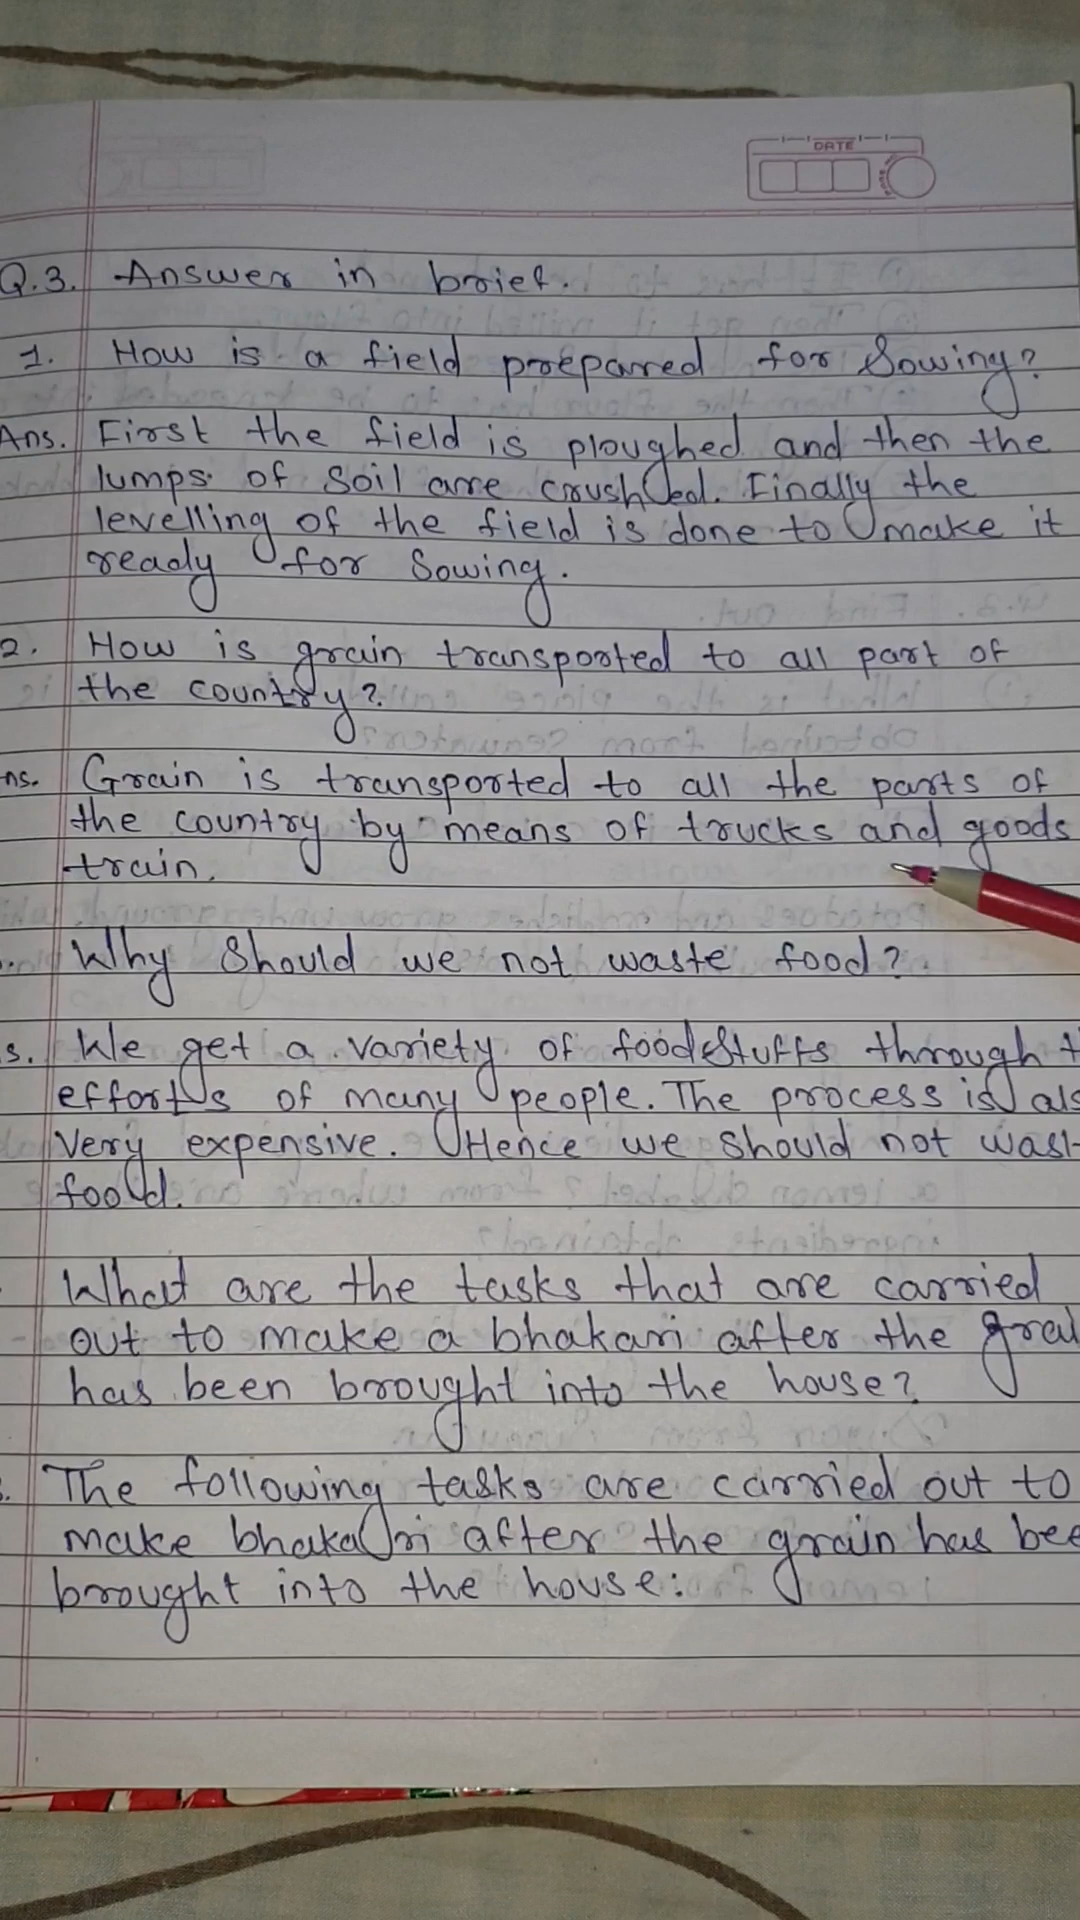 DATE
Q.3. Answer in brief.
1. How is a field prepared for Sowing?
Ans. First the field is ploughed and then the
lumps of Soil are crushed. Finally the
levelling of the field is done to make it
ready for Sowing.
2. How is grain transported to all part of
the country?
ns. Grain is transported to all the parts of
the country by means of trucks and goods
train.
Why Should we not waste food?
s. We get a variety of foodstuffs through t
efforts of many people. The process is als
very expensive. Hence we should not wast
food.
What are the tasks that are carried
out to make a bhakari after the grai
has been brought into the house?
The following tasks are carried out to
make bhakari after the grain has bee
brought into the house: